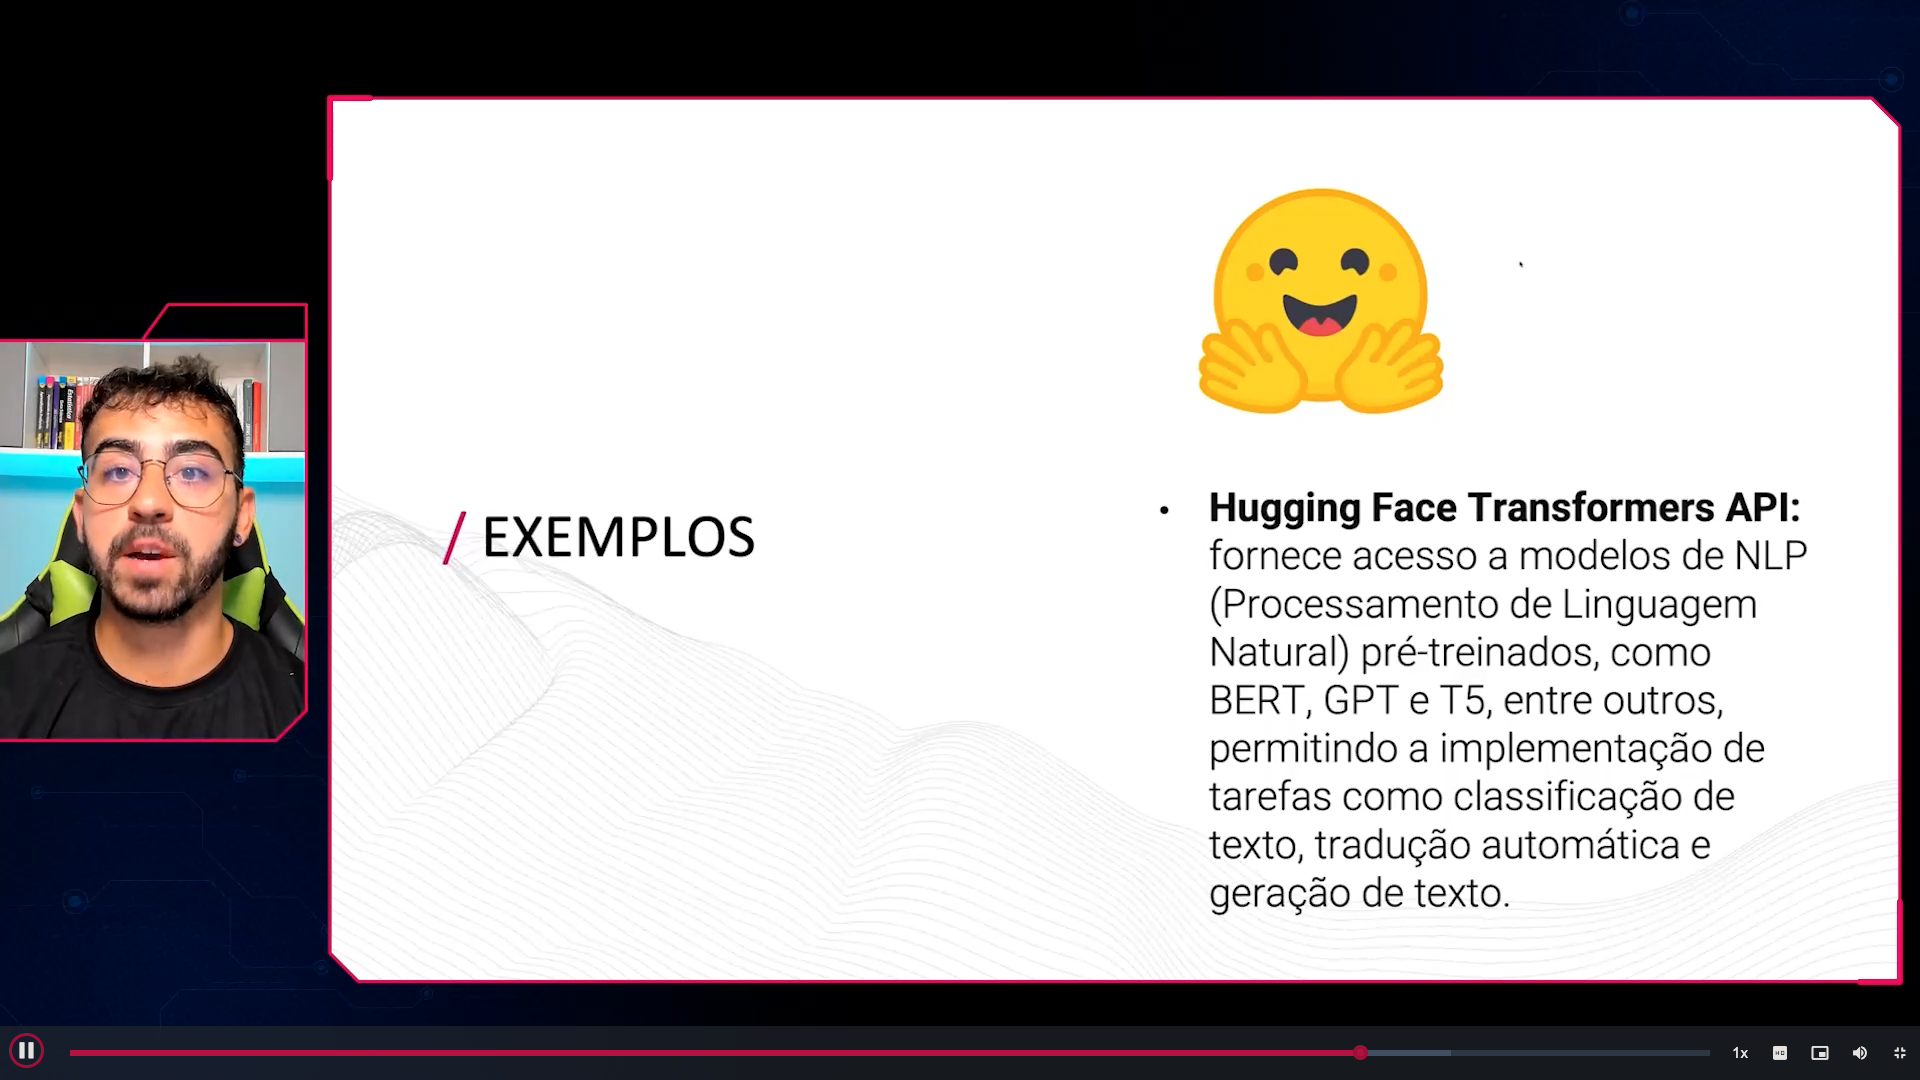 / EXEMPLOS
• Hugging Face Transformers API:
fornece acesso a modelos de NLP
(Processamento de Linguagem
Natural) pré-treinados, como
BERT, GPT e T5, entre outros,
permitindo a implementação de
tarefas como classificação de
texto, tradução automática e
geração de texto.
1x
HD